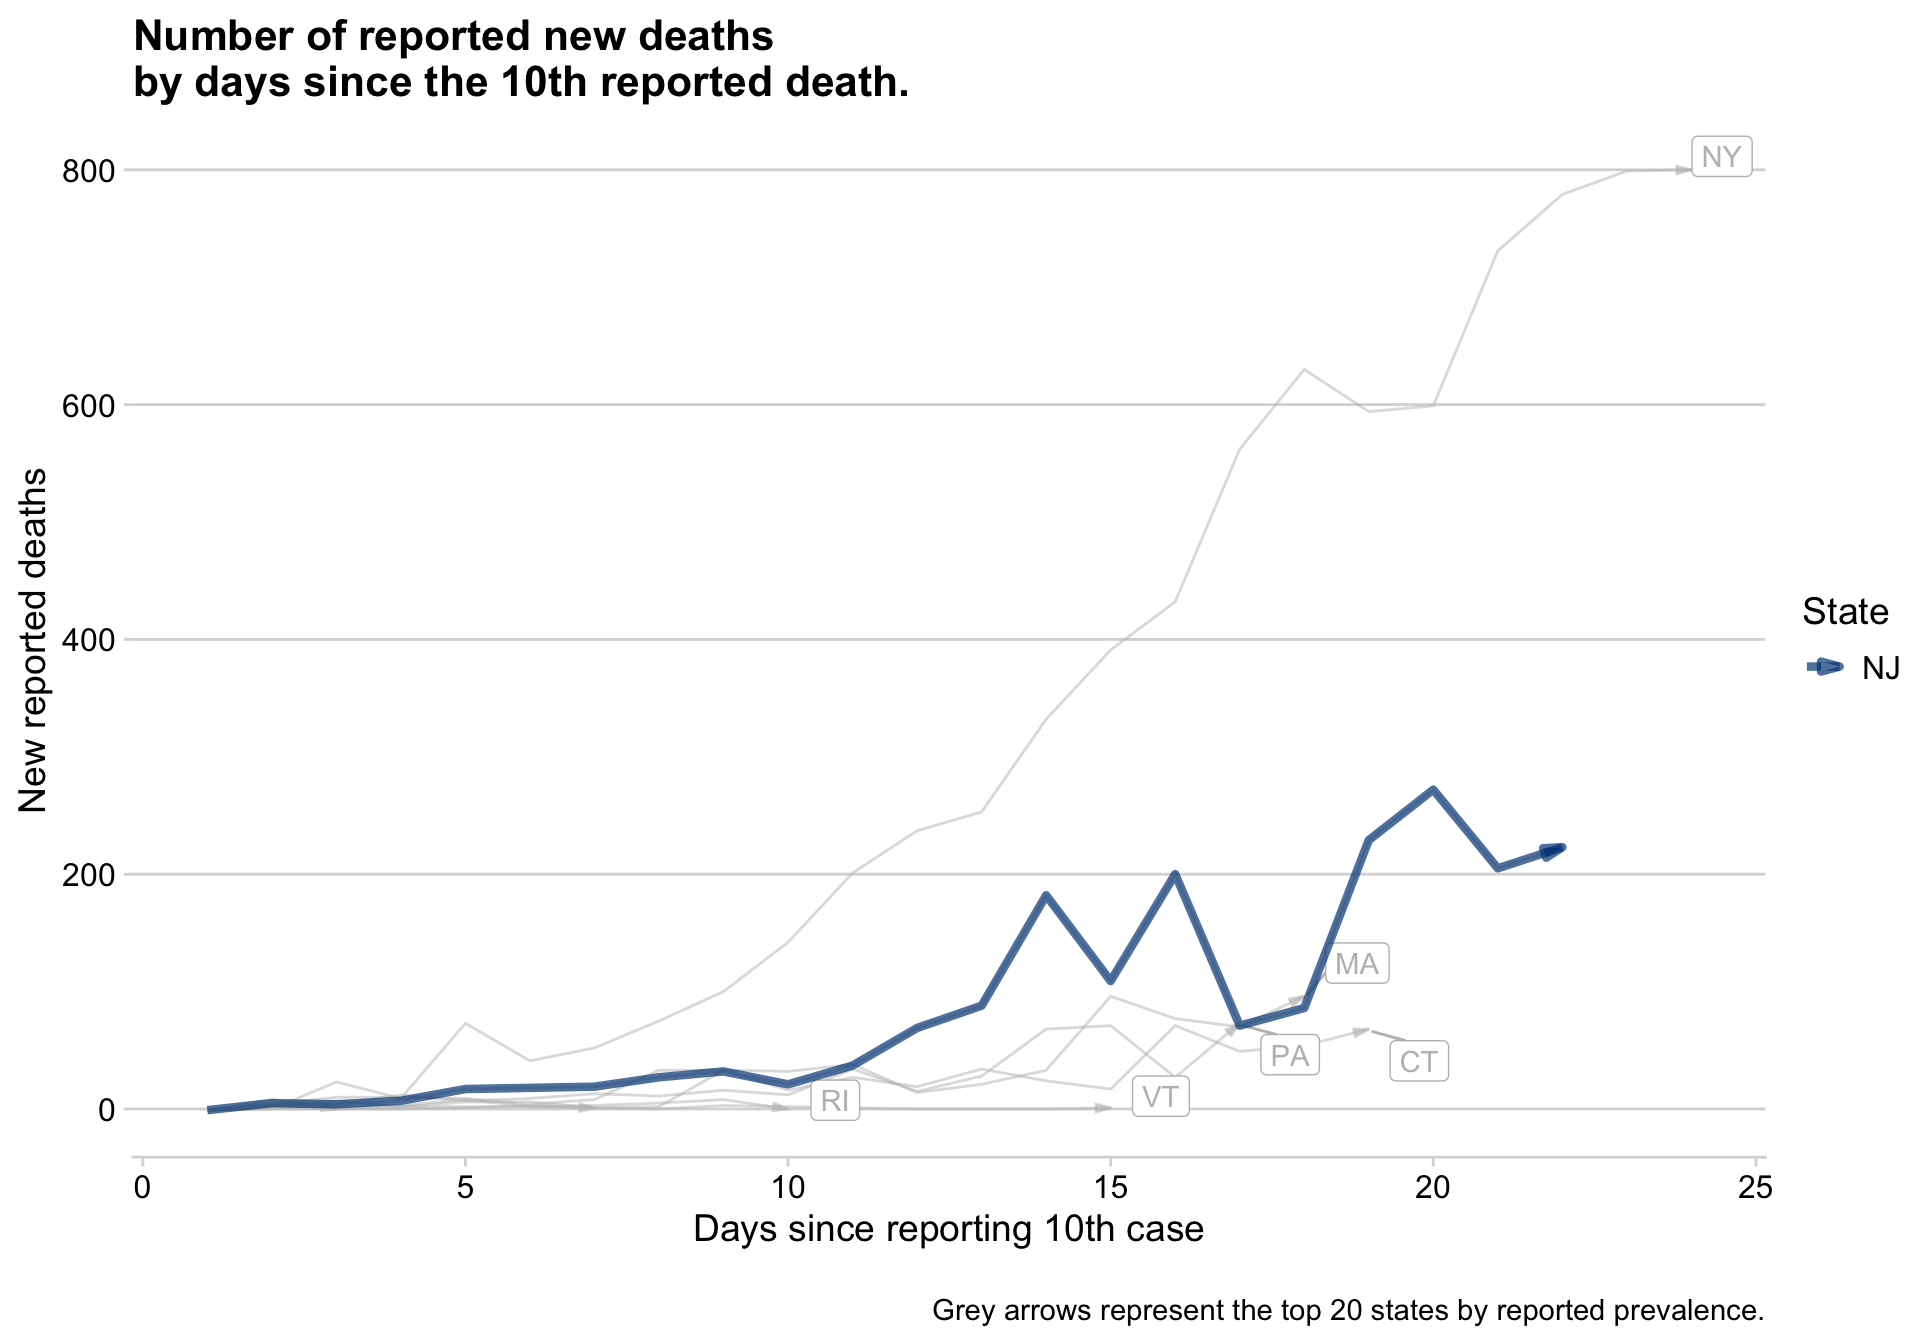 Number of reported new deaths
by days since the 10th reported death.
800
600
400
200
0
New reported deaths
NY
MA
PA
CT
VT
RI
State
NJ
0 5 10 15 20 25
Days since reporting 10th case
Grey arrows represent the top 20 states by reported prevalence.